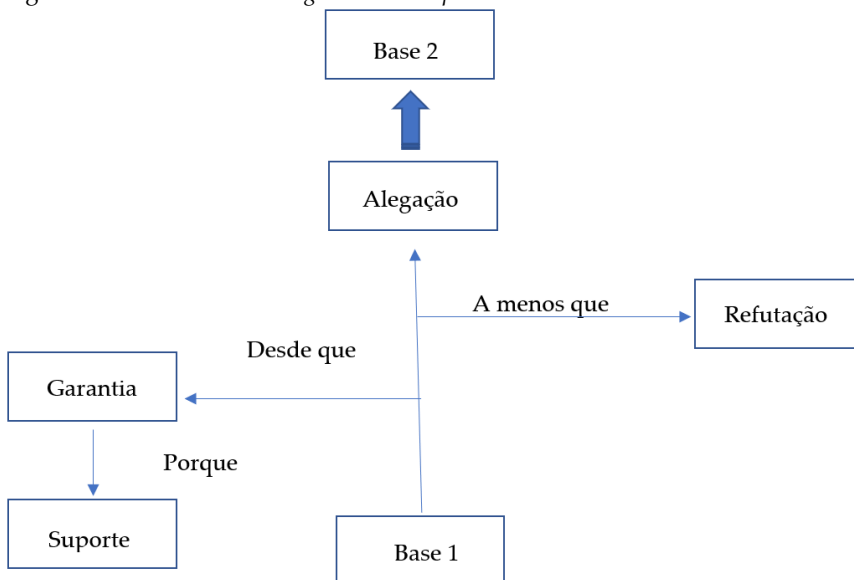 Base 2
Alegação
A menos que
Refutação
Desde que
Garantia
Porque
Suporte
Base 1